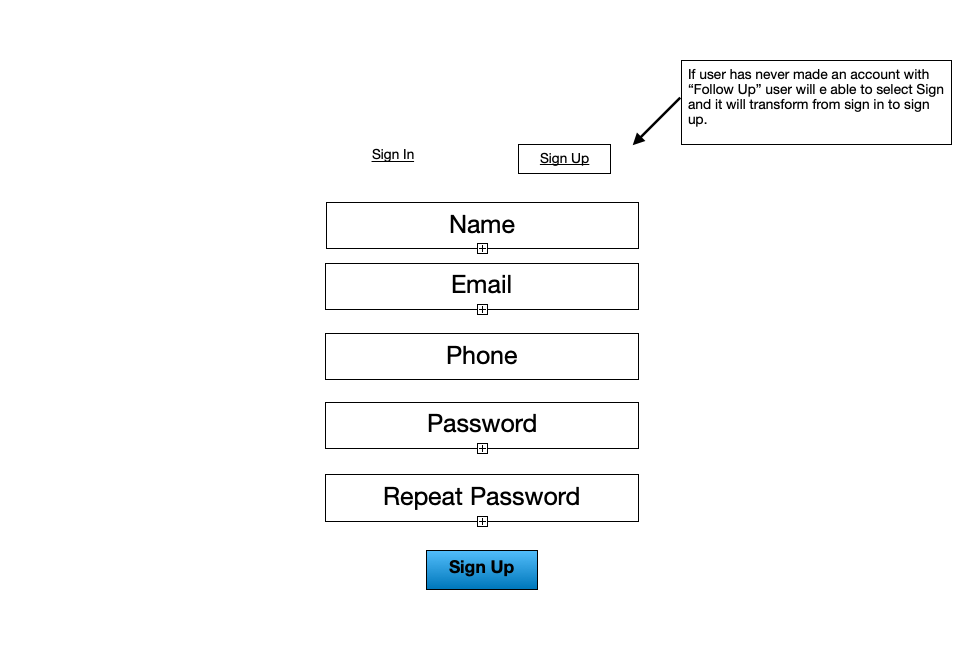 If user has never made an account with
“Follow Up” user will e able to select Sign
and it will transform from sign in to sign
up.
Sign In
Sign Up
Name
Email
Phone
Password
Repeat Password
Sign Up